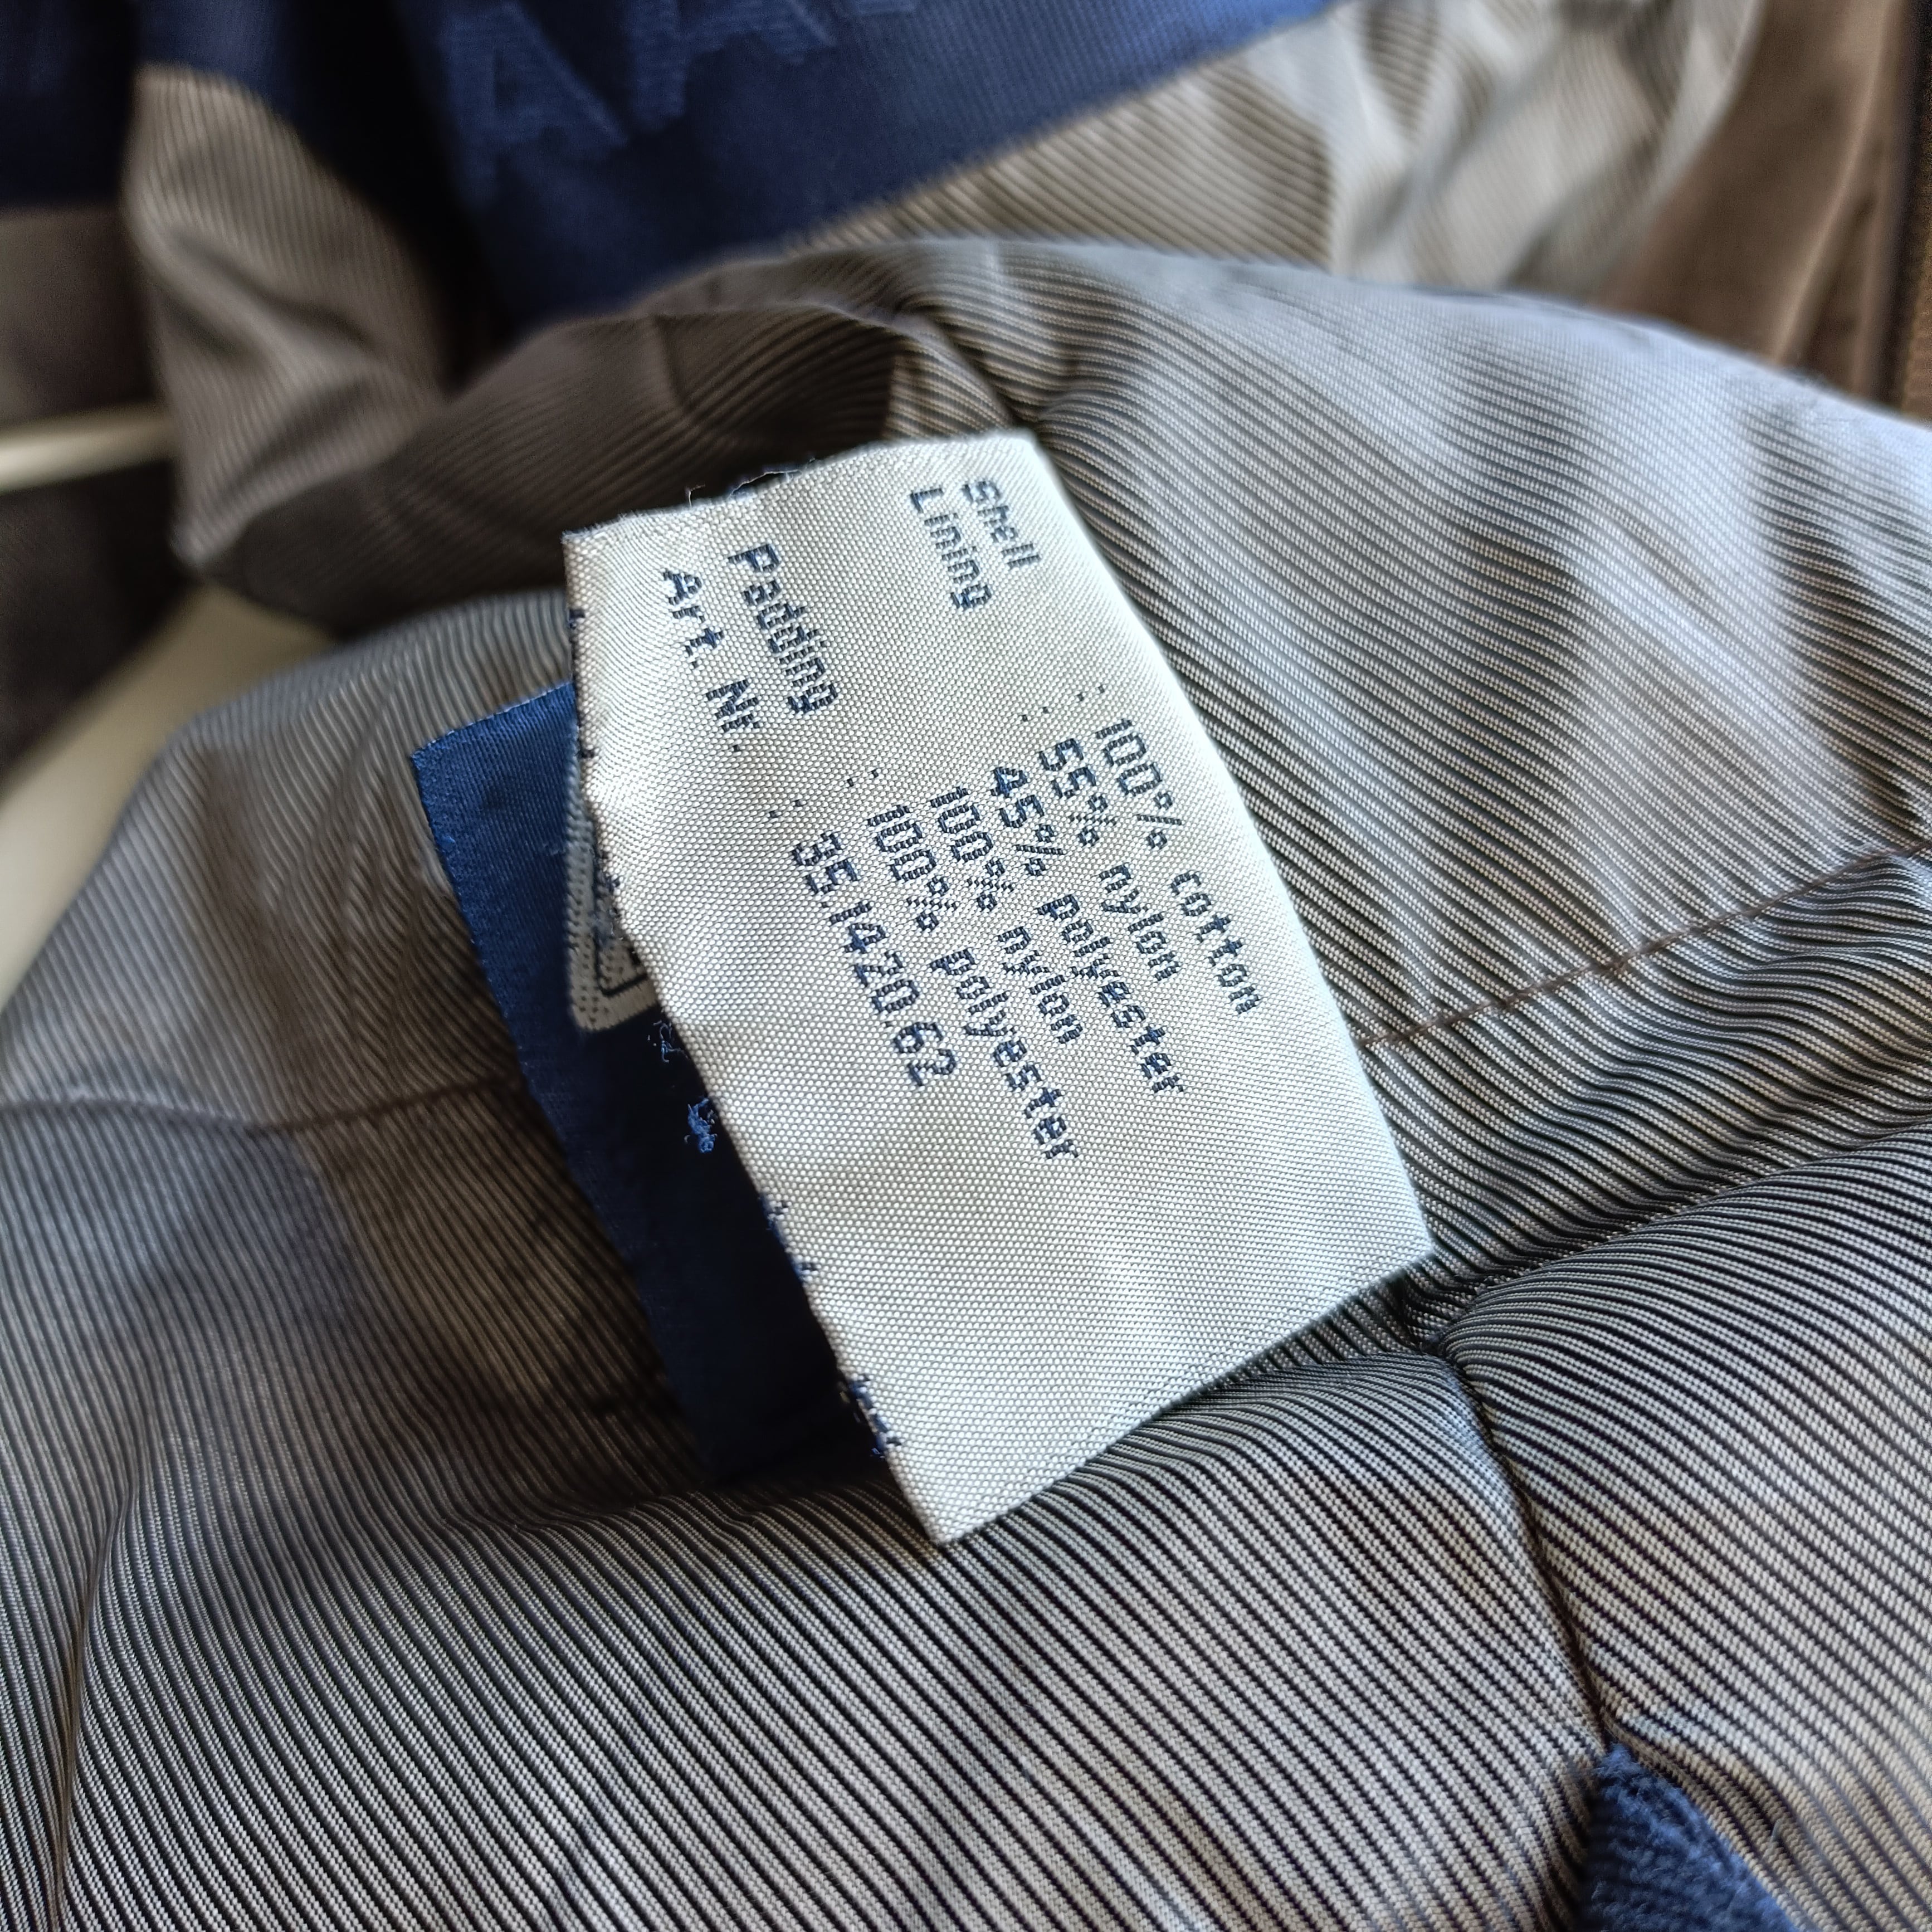 Shell : 100% cotton
Lining : 55% nylon
45% polyester
100% nylon
Padding : 100% polyester
Art. Nr. : 35.1420.62